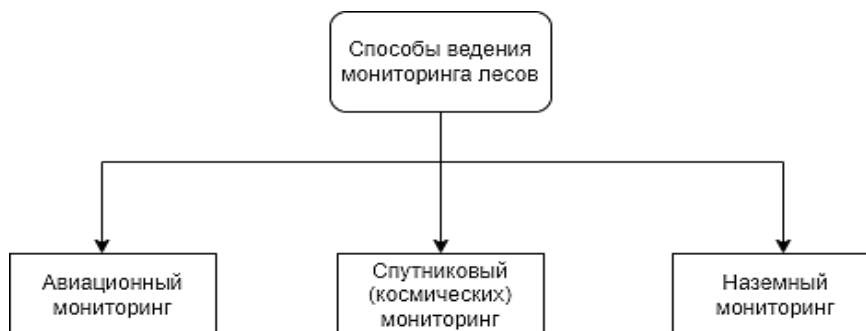 Способы ведения
мониторинга лесов
Авиационный
мониторинг
Спутниковый
(космических)
мониторинг
Наземный
мониторинг